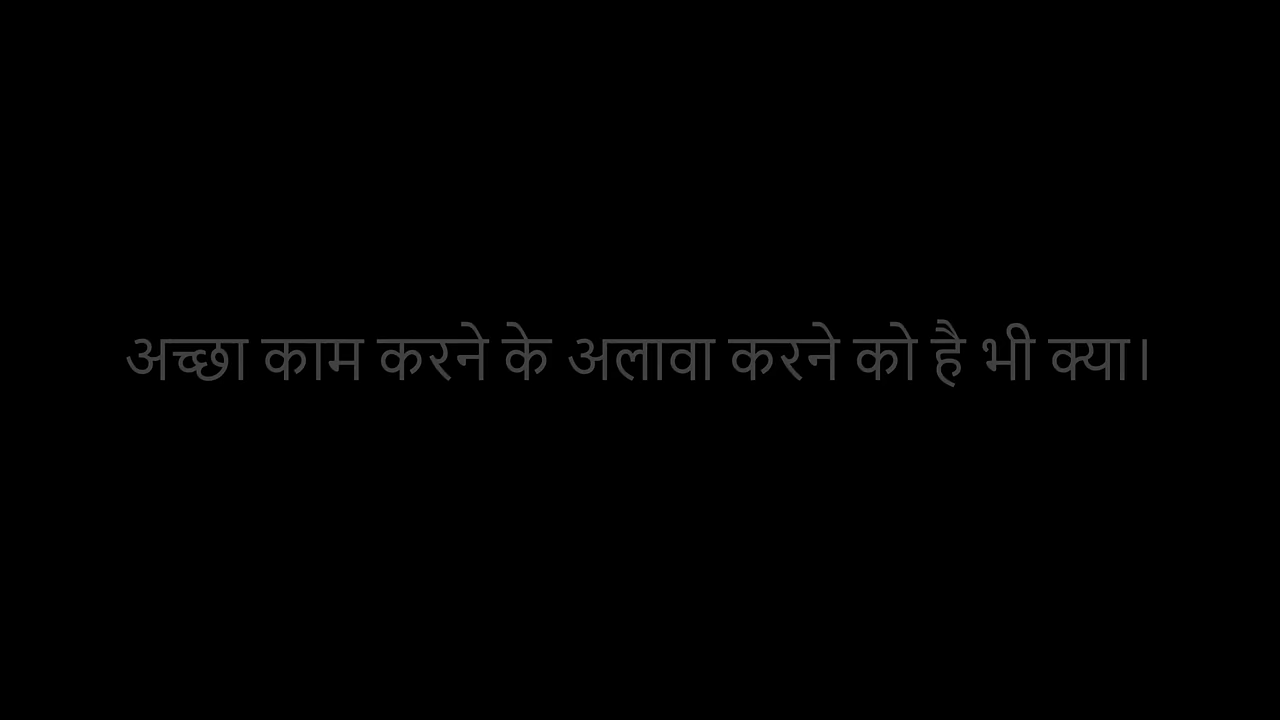 अच्छा काम करने के अलावा करने को है भी क्या।